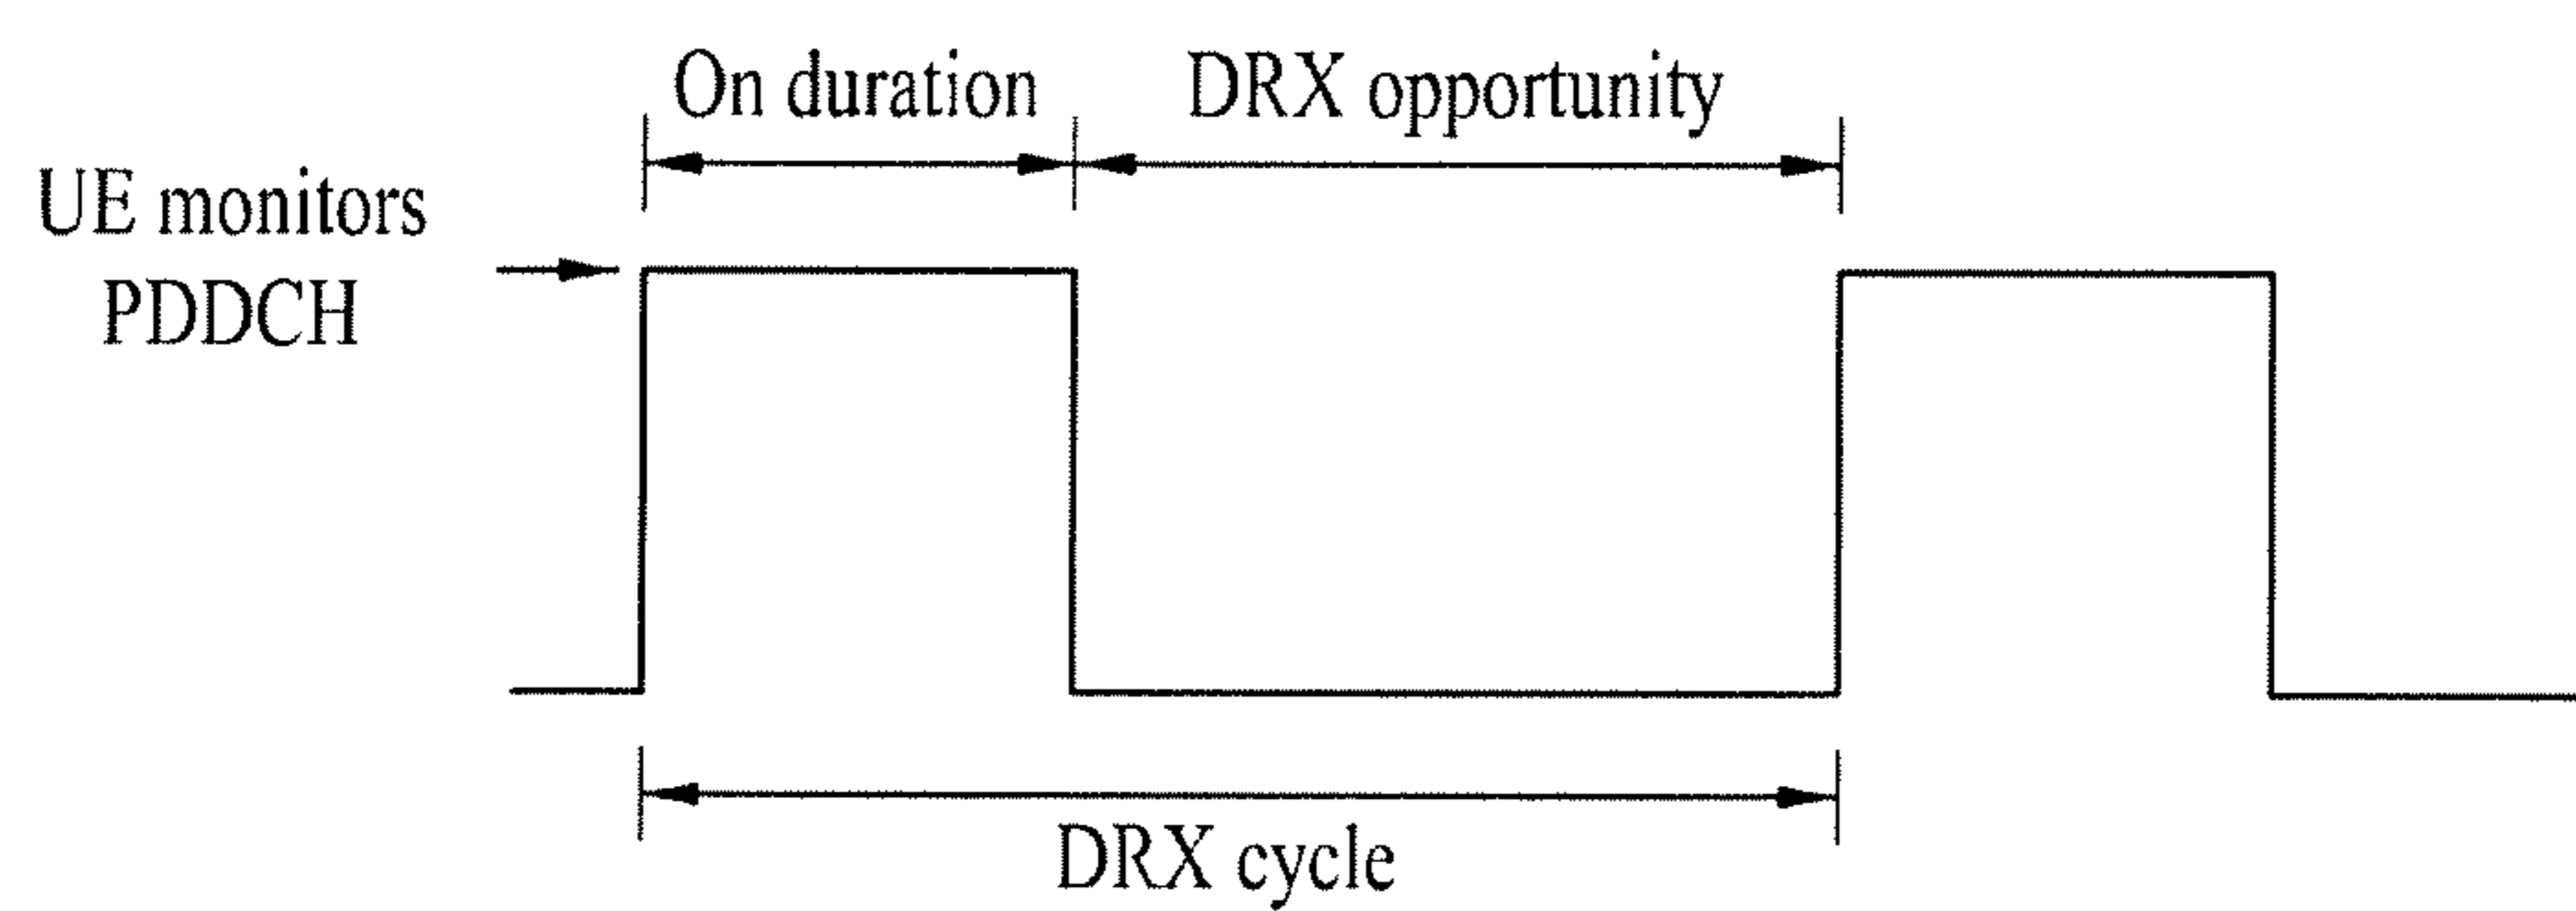 On duration
DRX opportunity
UE monitors
PDDCH
DRX cycle